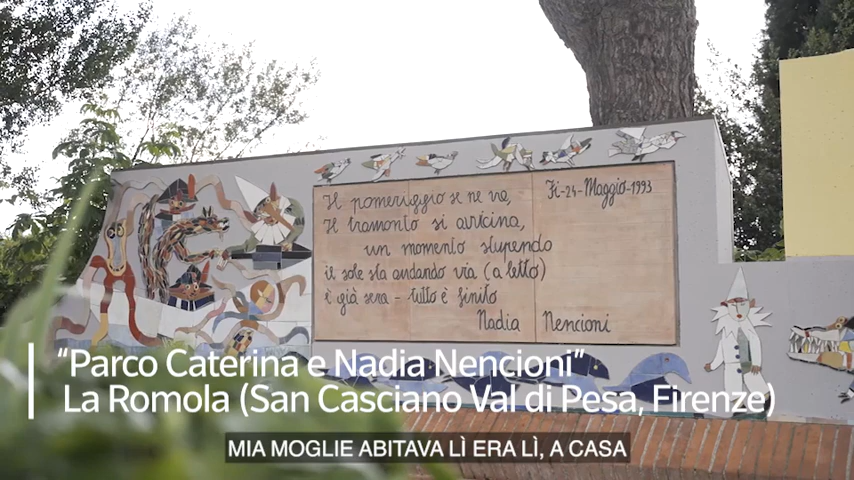 Il pomeriggio se ne va,
Fi-24-Maggio-1993
Il tramonto si avvicina,
un momento stupendo
il sole sta andando via (a letto)
è già sera - tutto è finito
Nadia Nencioni
“Parco Caterina e Nadia Nencioni”
La Romola (San Casciano Val di Pesa, Firenze)
MIA MOGLIE ABITAVA LÌ ERA LÌ, A CASA